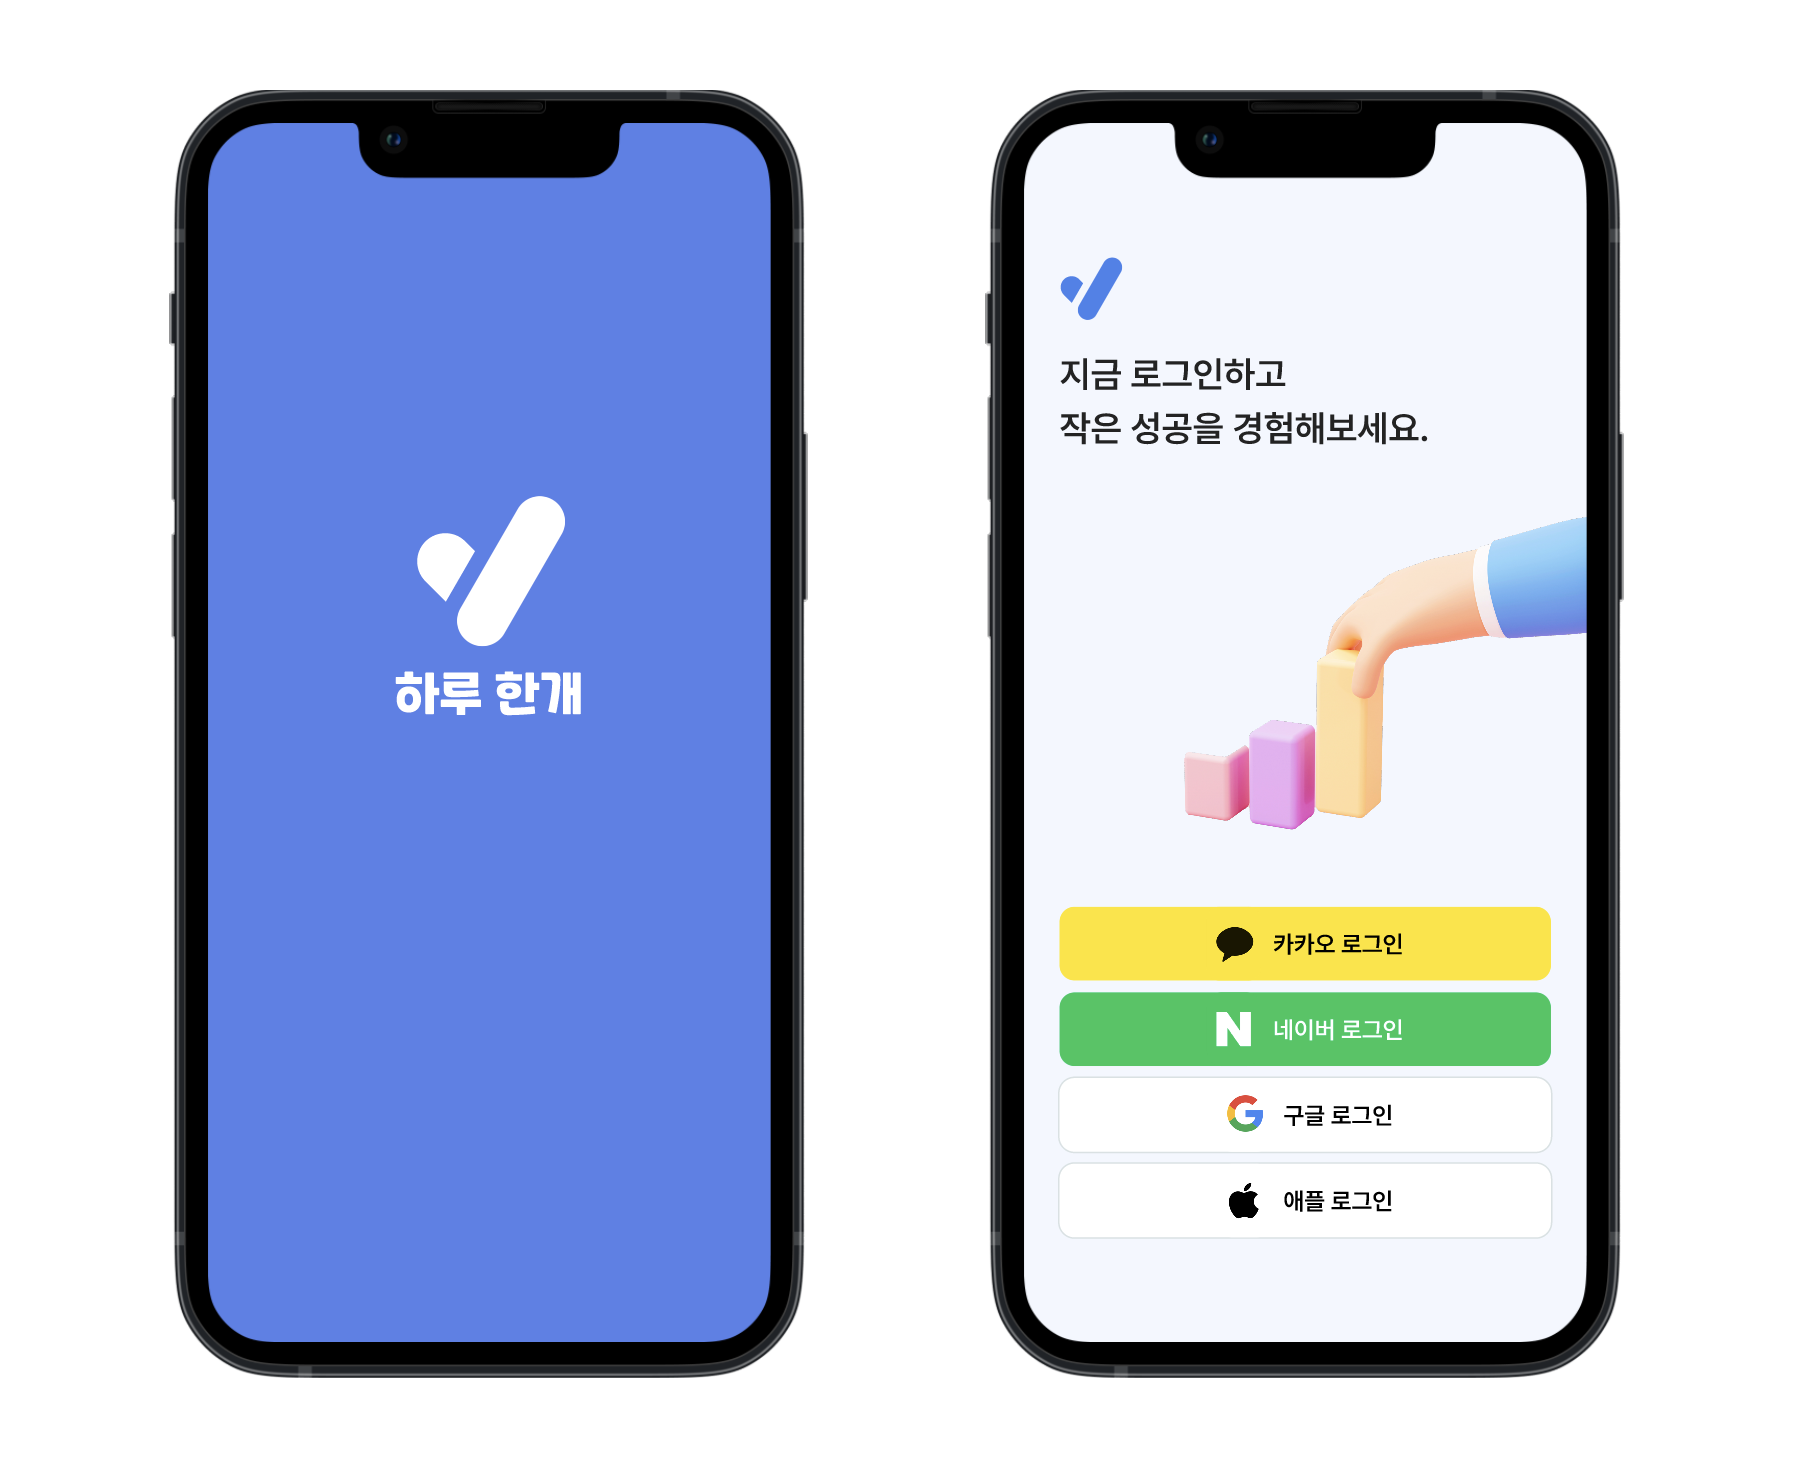 하루 한개
지금 로그인하고
작은 성공을 경험해보세요.
카카오 로그인
N 네이버 로그인
G 구글 로그인
애플 로그인